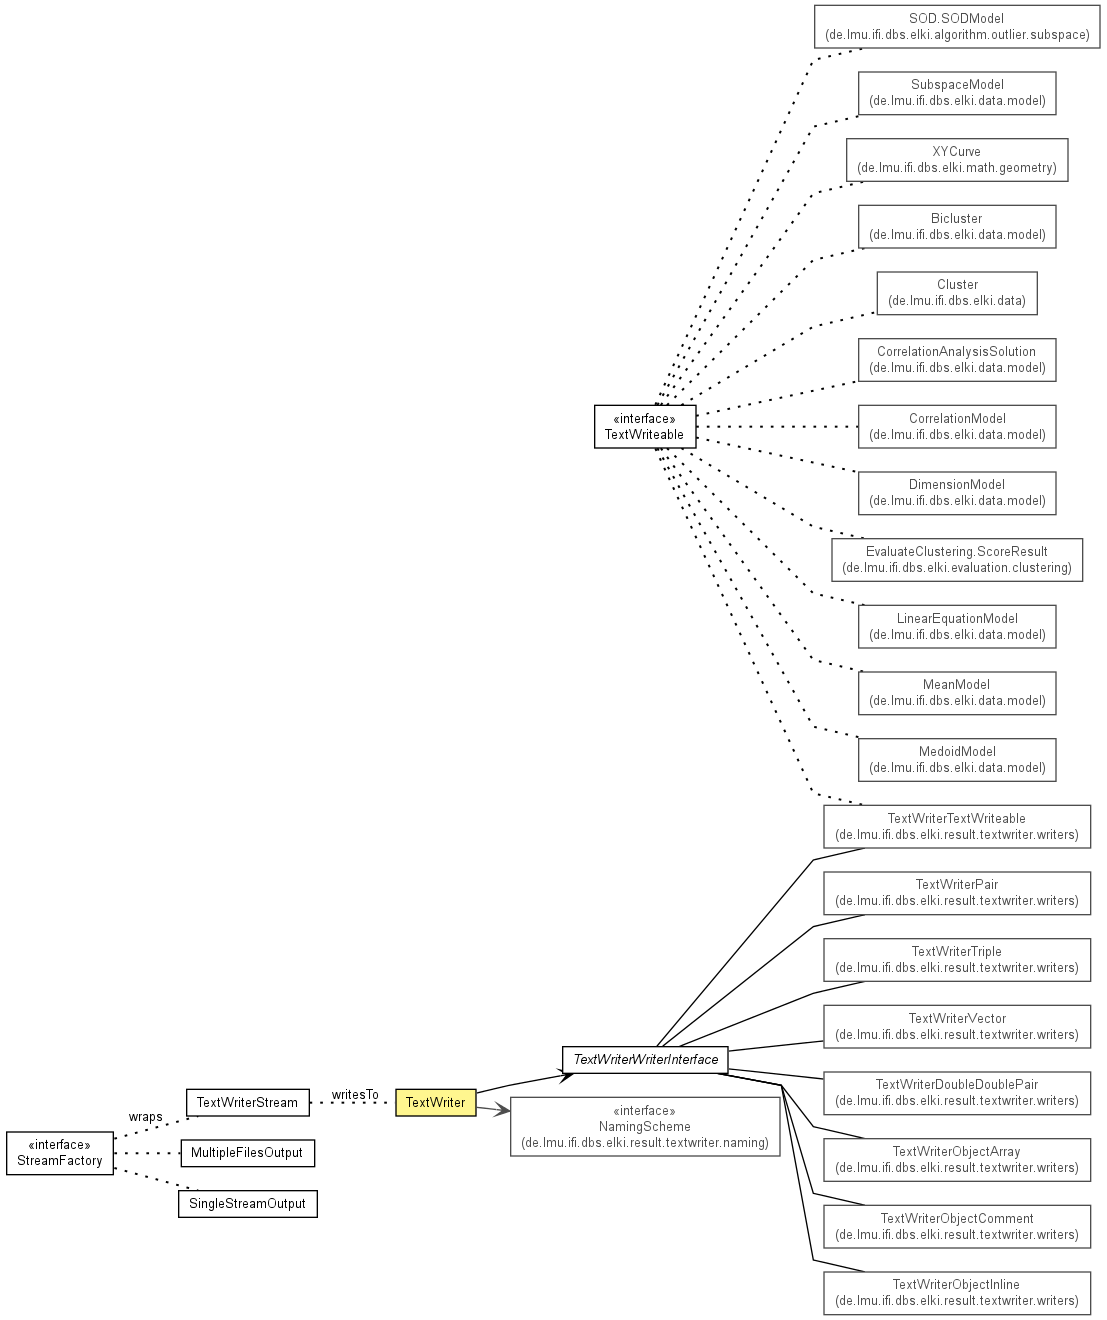 SOD.SODModel
(de.lmu.ifi.dbs.elki.algorithm.outlier.subspace)
SubspaceModel
(de.lmu.ifi.dbs.elki.data.model)
XYCurve
(de.lmu.ifi.dbs.elki.math.geometry)
Bicluster
(de.lmu.ifi.dbs.elki.data.model)
Cluster
(de.lmu.ifi.dbs.elki.data)
CorrelationAnalysisSolution
(de.lmu.ifi.dbs.elki.data.model)
«interface»
TextWriteable
CorrelationModel
(de.lmu.ifi.dbs.elki.data.model)
DimensionModel
(de.lmu.ifi.dbs.elki.data.model)
EvaluateClustering.ScoreResult
(de.lmu.ifi.dbs.elki.evaluation.clustering)
LinearEquationModel
(de.lmu.ifi.dbs.elki.data.model)
MeanModel
(de.lmu.ifi.dbs.elki.data.model)
MedoidModel
(de.lmu.ifi.dbs.elki.data.model)
TextWriterTextWriteable
(de.lmu.ifi.dbs.elki.result.textwriter.writers)
TextWriterPair
(de.lmu.ifi.dbs.elki.result.textwriter.writers)
TextWriterTriple
(de.lmu.ifi.dbs.elki.result.textwriter.writers)
TextWriterVector
(de.lmu.ifi.dbs.elki.result.textwriter.writers)
TextWriterWriterInterface
TextWriterDoubleDoublePair
(de.lmu.ifi.dbs.elki.result.textwriter.writers)
TextWriterStream
writesTo
TextWriter
«interface»
NamingScheme
(de.lmu.ifi.dbs.elki.result.textwriter.naming)
wraps
«interface»
StreamFactory
MultipleFilesOutput
SingleStreamOutput
TextWriterObjectArray
(de.lmu.ifi.dbs.elki.result.textwriter.writers)
TextWriterObjectComment
(de.lmu.ifi.dbs.elki.result.textwriter.writers)
TextWriterObjectInline
(de.lmu.ifi.dbs.elki.result.textwriter.writers)